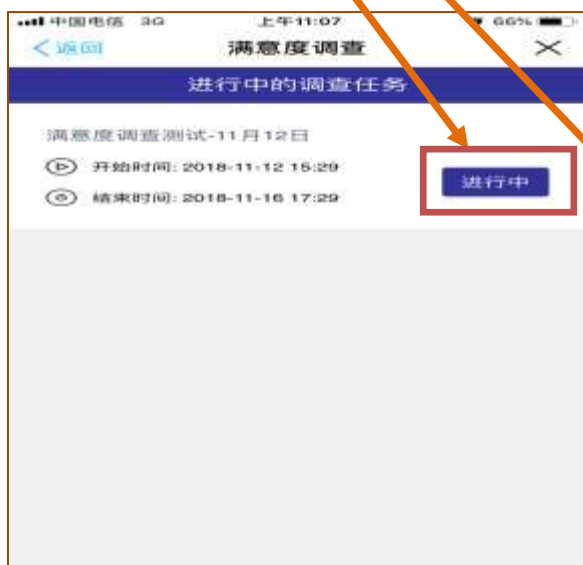 中国电信 3G 上午11:07 66%
返回 满意度调查
进行中的调查任务
满意度调查测试-11月12日
开始时间: 2018-11-12 15:29
进行中
结束时间: 2018-11-16 17:29